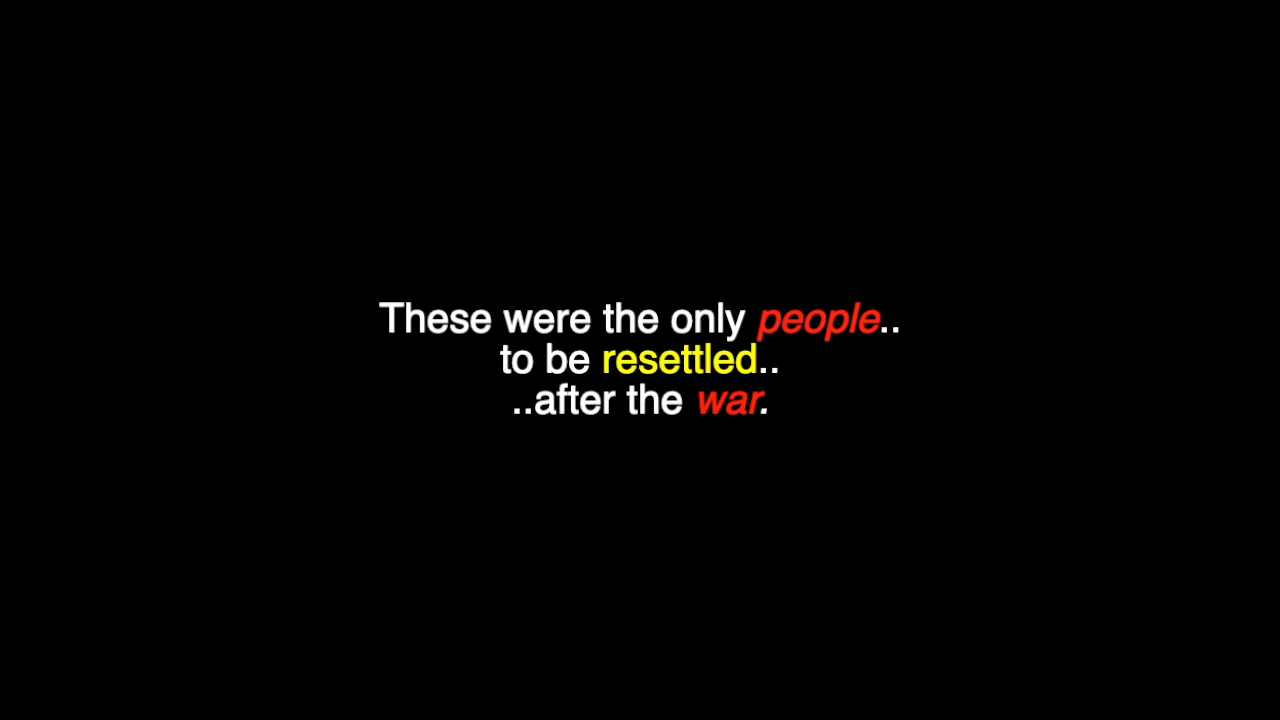 These were the only people..
to be resettled..
..after the war.